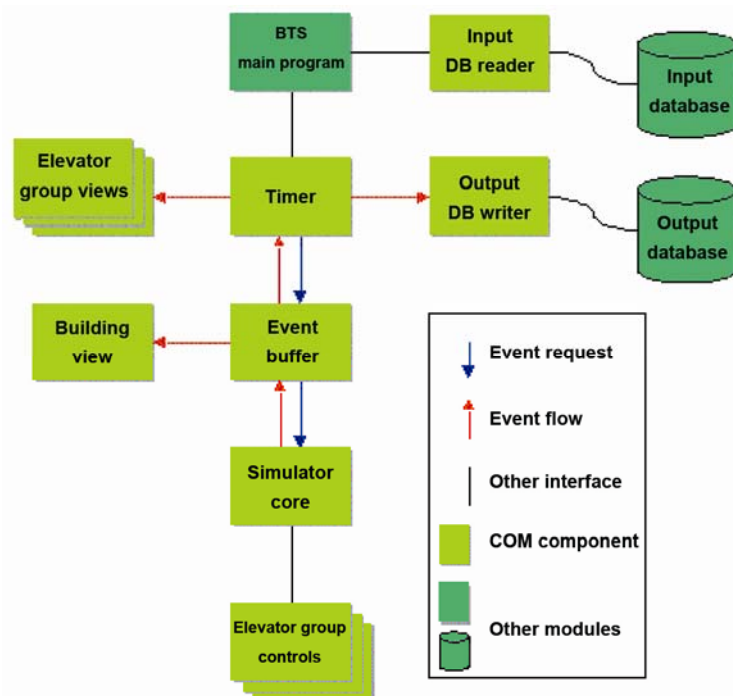 BTS
main program
Input
DB reader
Input
database
Elevator
group views
Timer
Output
DB writer
Output
database
Building
view
Event
buffer
Simulator
core
Elevator group
controls
Event request
Event flow
Other interface
COM component
Other modules